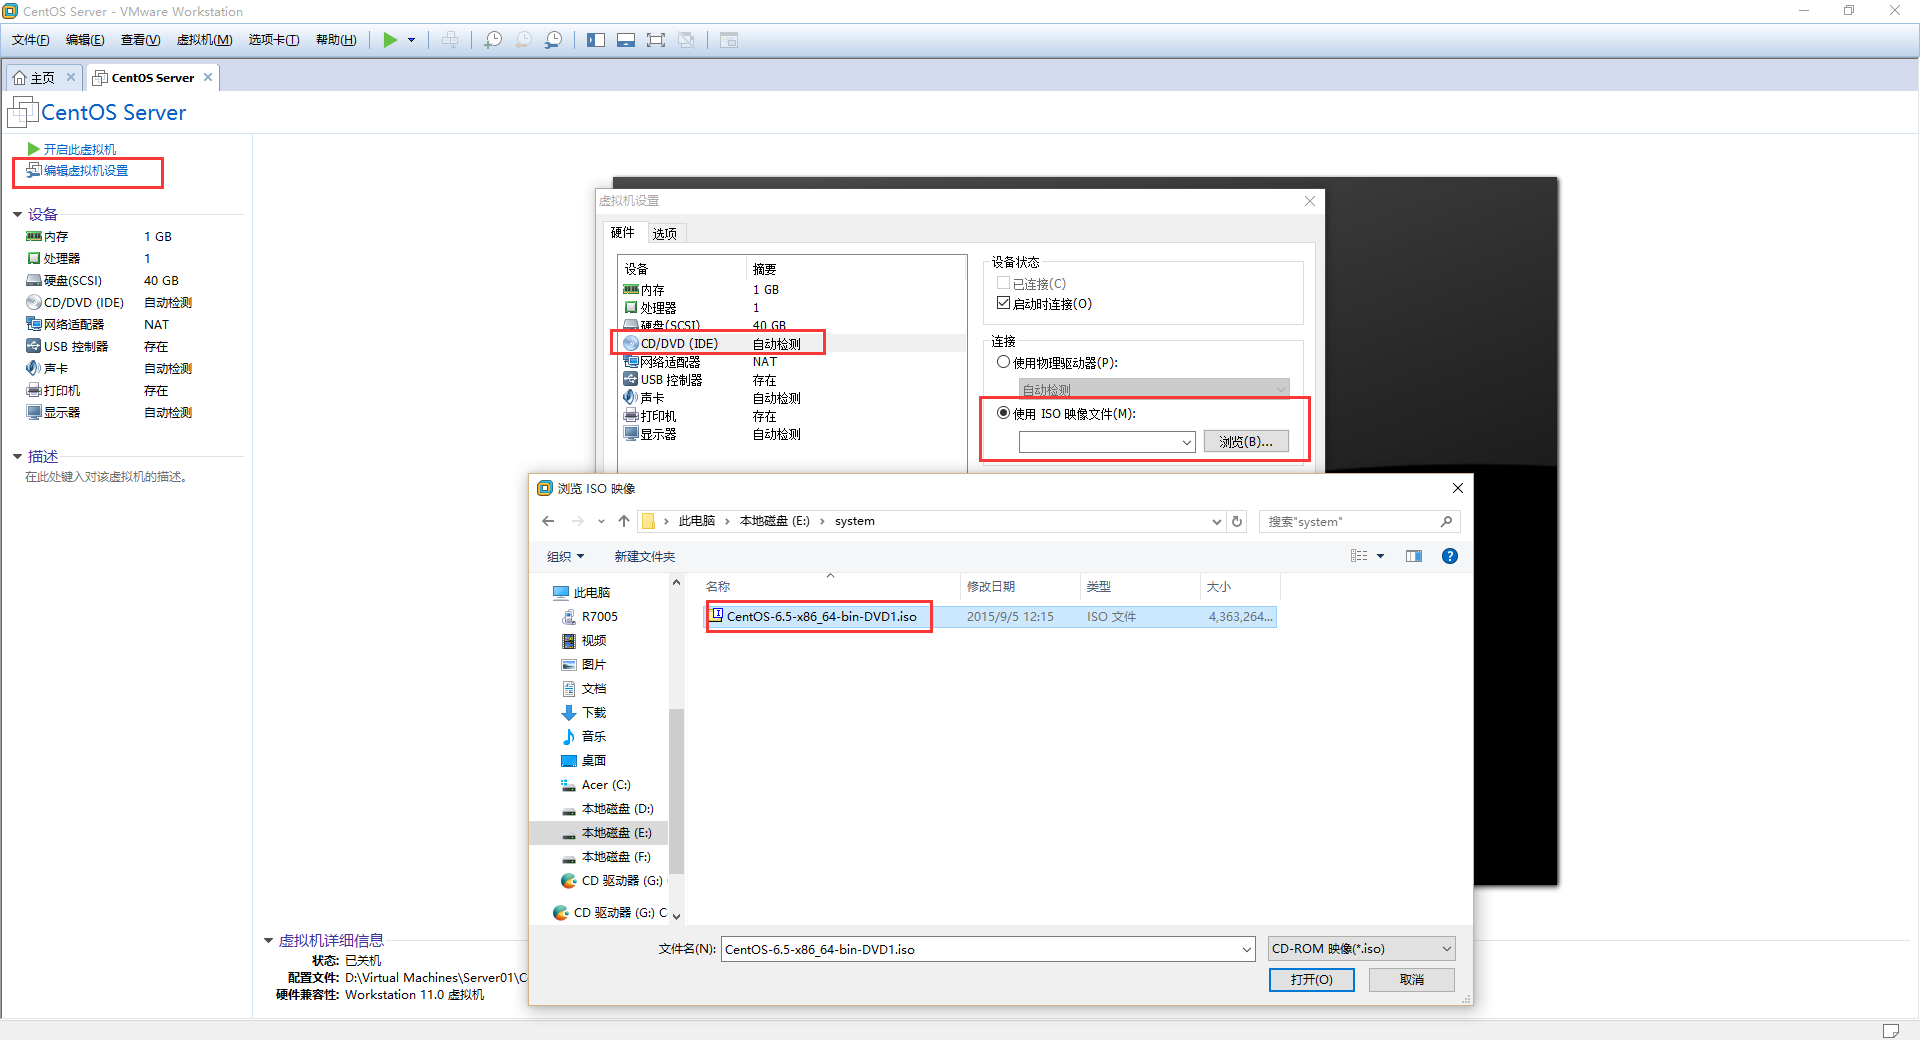 CentOS Server - VMware Workstation
文件(F) 编辑(E) 查看(V) 虚拟机(M) 选项卡(T) 帮助(H)
主页 CentOS Server
CentOS Server
开启此虚拟机
编辑虚拟机设置
设备
内存 1 GB
处理器 1
硬盘(SCSI) 40 GB
CD/DVD (IDE) 自动检测
网络适配器 NAT
USB 控制器 存在
声卡 自动检测
打印机 存在
显示器 自动检测
描述
在此处键入对该虚拟机的描述。
虚拟机设置
硬件 选项
设备 摘要
内存 1 GB
处理器 1
硬盘(SCSI) 40 GB
CD/DVD (IDE) 自动检测
网络适配器 NAT
USB 控制器 存在
声卡 自动检测
打印机 存在
显示器 自动检测
设备状态
已连接(C)
启动时连接(O)
连接
使用物理驱动器(P):
自动检测
使用 ISO 映像文件(M):
浏览(B)...
浏览 ISO 映像
此电脑 本地磁盘 (E:) system
搜索"system"
组织 新建文件夹
名称 修改日期 类型 大小
CentOS-6.5-x86_64-bin-DVD1.iso 2015/9/5 12:15 ISO 文件 4,363,264...
此电脑
R7005
视频
图片
文档
下载
音乐
桌面
Acer (C:)
本地磁盘 (D:)
本地磁盘 (E:)
本地磁盘 (F:)
CD 驱动器 (G:)
CD 驱动器 (G:) C
文件名(N): CentOS-6.5-x86_64-bin-DVD1.iso CD-ROM 映像(*.iso)
打开(O) 取消
虚拟机详细信息
状态: 已关机
配置文件: D:\Virtual Machines\Server01\C
硬件兼容性: Workstation 11.0 虚拟机